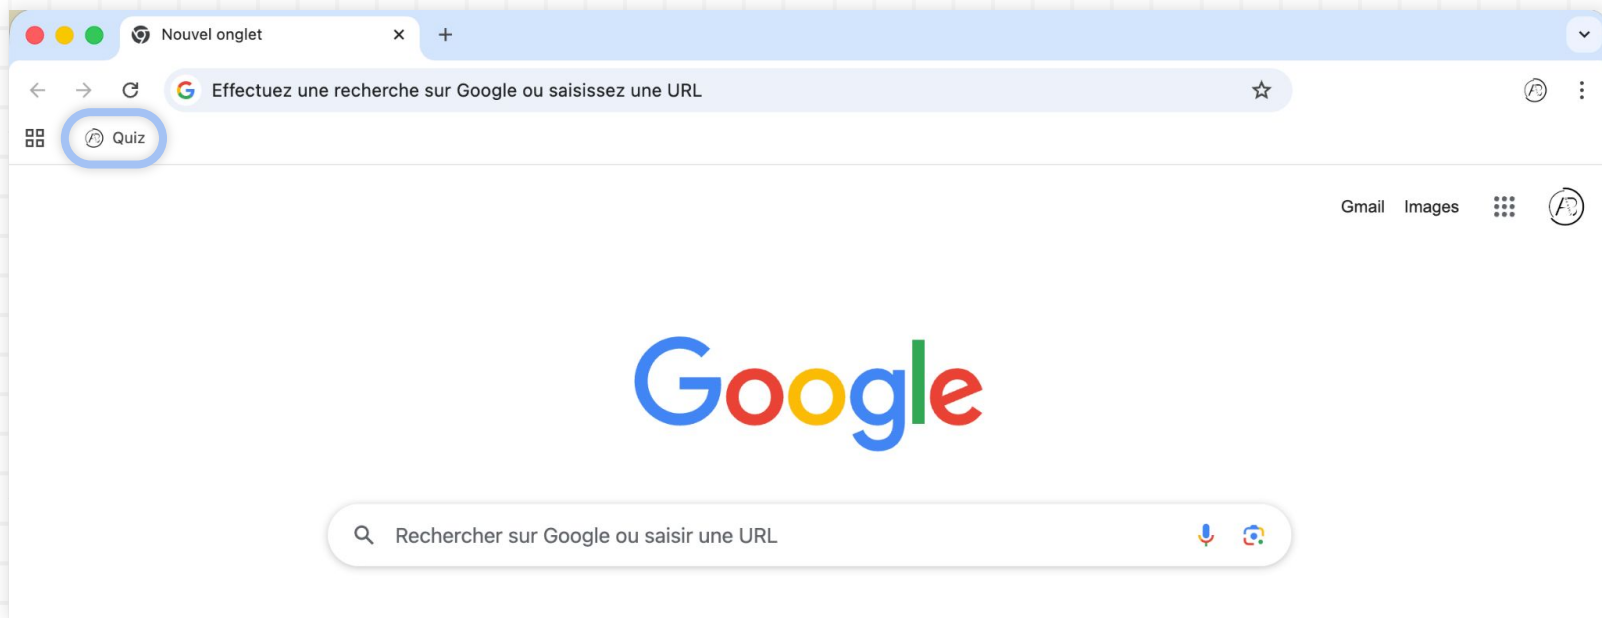 Nouvel onglet
Effectuez une recherche sur Google ou saisissez une URL
Quiz
Gmail Images
Google
Rechercher sur Google ou saisir une URL